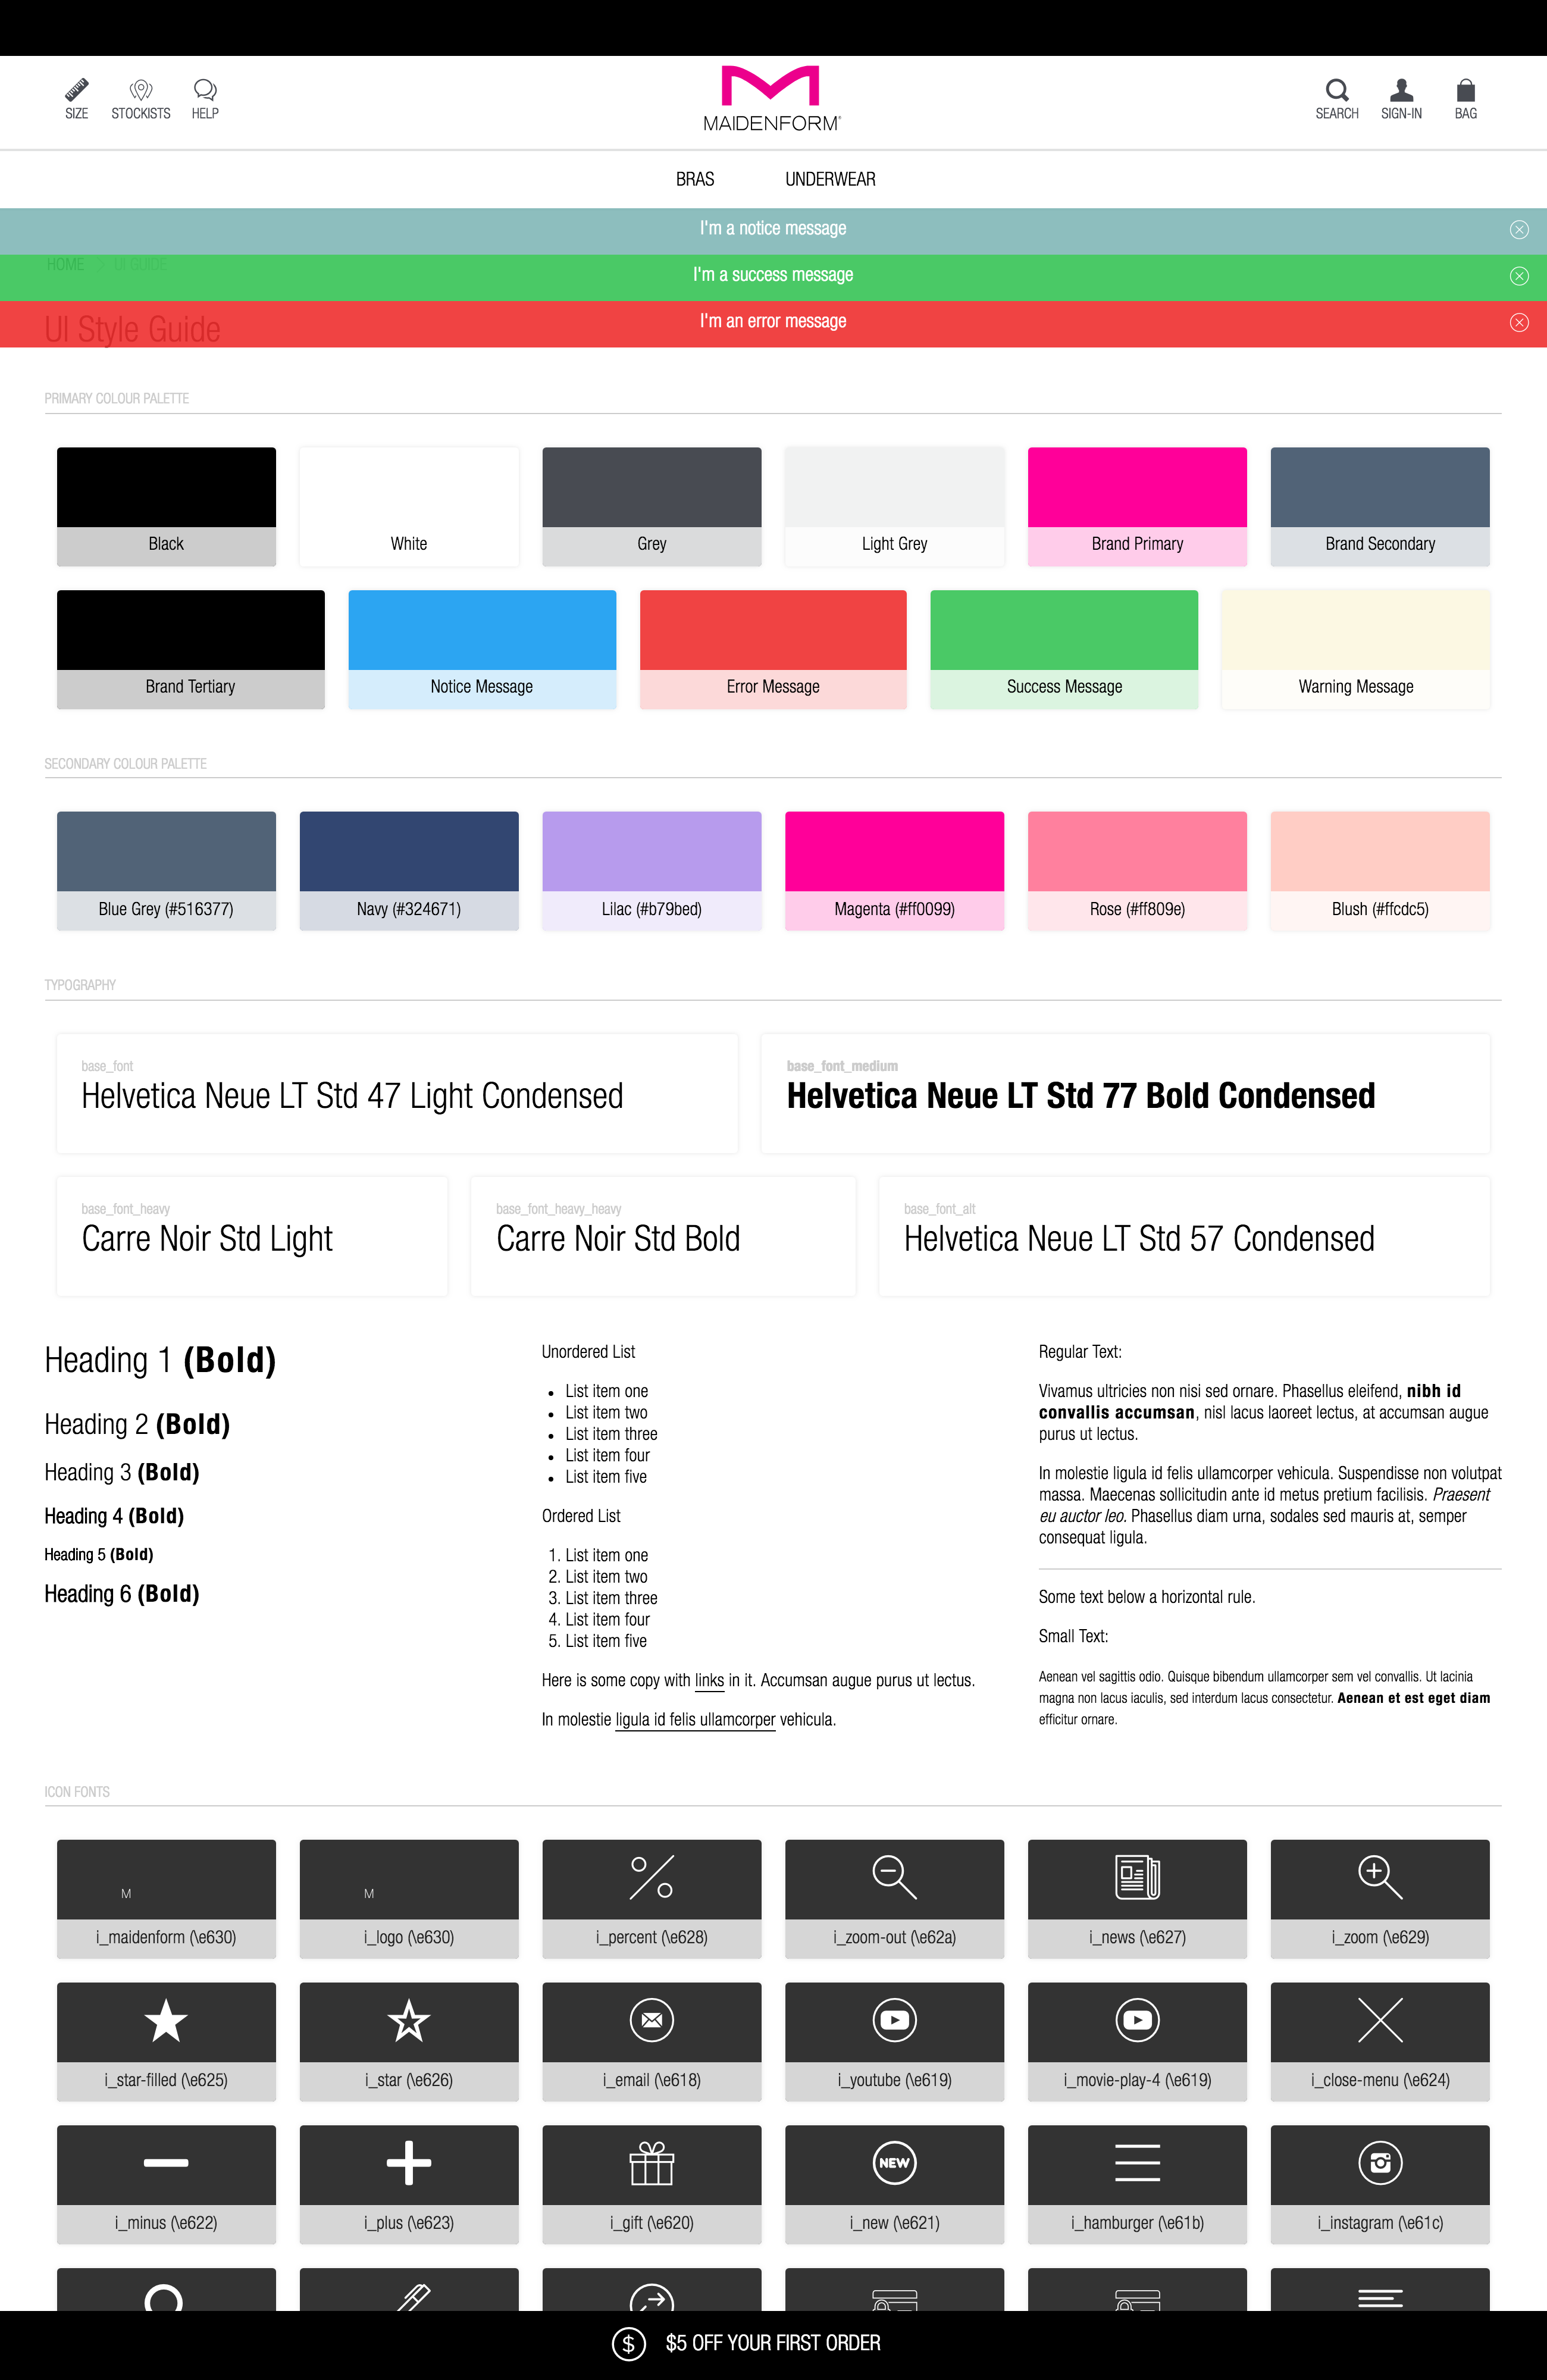 SIZE
STOCKISTS
HELP
MAIDENFORM®
SEARCH
SIGN-IN
BAG
BRAS
UNDERWEAR
I'm a notice message
HOME > UI GUIDE
I'm a success message
UI Style Guide
I'm an error message
PRIMARY COLOUR PALETTE
Black
White
Grey
Light Grey
Brand Primary
Brand Secondary
Brand Tertiary
Notice Message
Error Message
Success Message
Warning Message
SECONDARY COLOUR PALETTE
Blue Grey (#516377)
Navy (#324671)
Lilac (#b79bed)
Magenta (#ff0099)
Rose (#ff809e)
Blush (#ffcdc5)
TYPOGRAPHY
base_font
Helvetica Neue LT Std 47 Light Condensed
base_font_medium
Helvetica Neue LT Std 77 Bold Condensed
base_font_heavy
Carre Noir Std Light
base_font_heavy_heavy
Carre Noir Std Bold
base_font_alt
Helvetica Neue LT Std 57 Condensed
Heading 1 (Bold)
Heading 2 (Bold)
Heading 3 (Bold)
Heading 4 (Bold)
Heading 5 (Bold)
Heading 6 (Bold)
Unordered List
• List item one
• List item two
• List item three
• List item four
• List item five
Ordered List
1. List item one
2. List item two
3. List item three
4. List item four
5. List item five
Here is some copy with links in it. Accumsan augue purus ut lectus.
In molestie ligula id felis ullamcorper vehicula.
Regular Text:
Vivamus ultricies non nisi sed ornare. Phasellus eleifend, nibh id
convallis accumsan, nisl lacus laoreet lectus, at accumsan augue
purus ut lectus.
In molestie ligula id felis ullamcorper vehicula. Suspendisse non volutpat
massa. Maecenas sollicitudin ante id metus pretium facilisis. Praesent
eu auctor leo. Phasellus diam urna, sodales sed mauris at, semper
consequat ligula.
Some text below a horizontal rule.
Small Text:
Aenean vel sagittis odio. Quisque bibendum ullamcorper sem vel convallis. Ut lacinia
magna non lacus iaculis, sed interdum lacus consectetur. Aenean et est eget diam
efficitur ornare.
ICON FONTS
M
i_maidenform (\e630)
M
i_logo (\e630)
i_percent (\e628)
i_zoom-out (\e62a)
i_news (\e627)
i_zoom (\e629)
i_star-filled (\e625)
i_star (\e626)
i_email (\e618)
i_youtube (\e619)
i_movie-play-4 (\e619)
i_close-menu (\e624)
i_minus (\e622)
i_plus (\e623)
i_gift (\e620)
NEW
i_new (\e621)
i_hamburger (\e61b)
i_instagram (\e61c)
$ $5 OFF YOUR FIRST ORDER